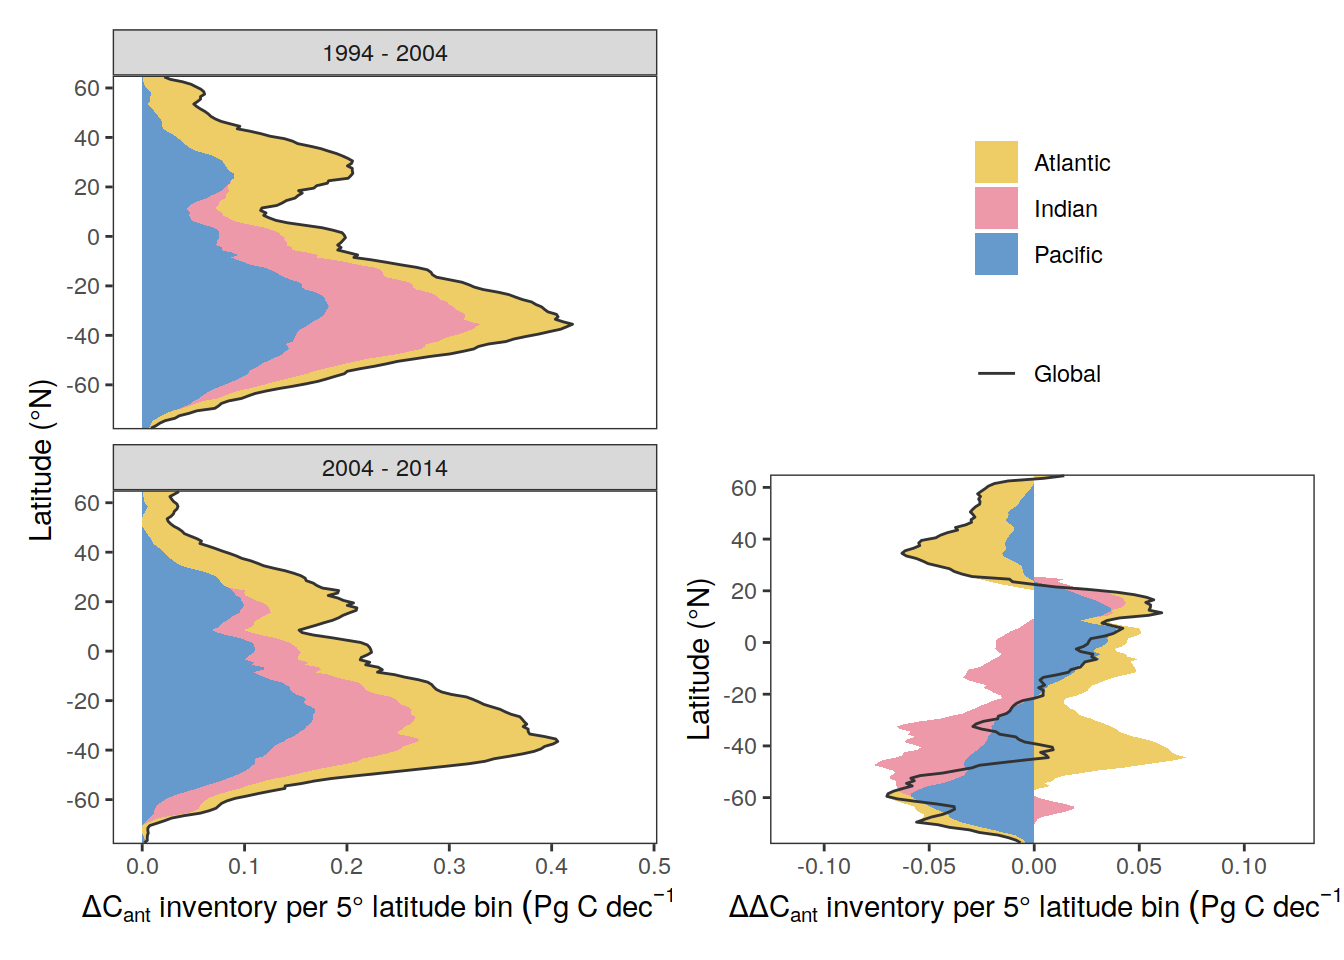 1994 - 2004
60
40
20
0
-20
-40
-60
2004 - 2014
60
40
20
0
-20
-40
-60
0.0 0.1 0.2 0.3 0.4 0.5
Latitude (°N)
ΔCant inventory per 5° latitude bin (Pg C dec⁻¹
Atlantic
Indian
Pacific
Global
60
40
20
0
-20
-40
-60
-0.10 -0.05 0.00 0.05 0.10
Latitude (°N)
ΔΔCant inventory per 5° latitude bin (Pg C dec⁻¹